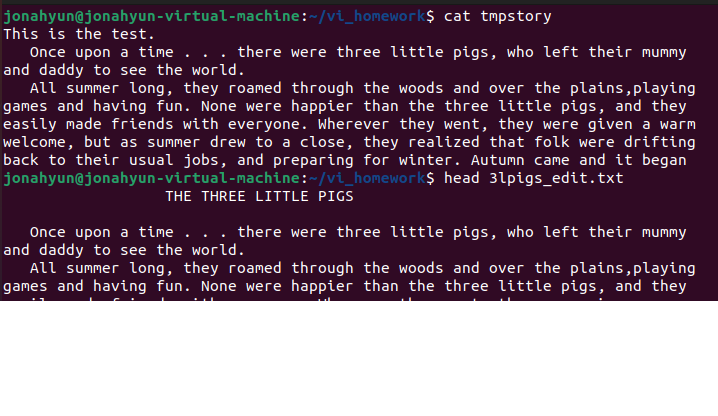 jonahyun@jonahyun-virtual-machine:~/vi_homework$ cat tmpstory
This is the test.
   Once upon a time . . . there were three little pigs, who left their mummy
and daddy to see the world.
   All summer long, they roamed through the woods and over the plains,playing
games and having fun. None were happier than the three little pigs, and they
easily made friends with everyone. Wherever they went, they were given a warm
welcome, but as summer drew to a close, they realized that folk were drifting
back to their usual jobs, and preparing for winter. Autumn came and it began
jonahyun@jonahyun-virtual-machine:~/vi_homework$ head 3lpigs_edit.txt
                  THE THREE LITTLE PIGS

   Once upon a time . . . there were three little pigs, who left their mummy
and daddy to see the world.
   All summer long, they roamed through the woods and over the plains,playing
games and having fun. None were happier than the three little pigs, and they